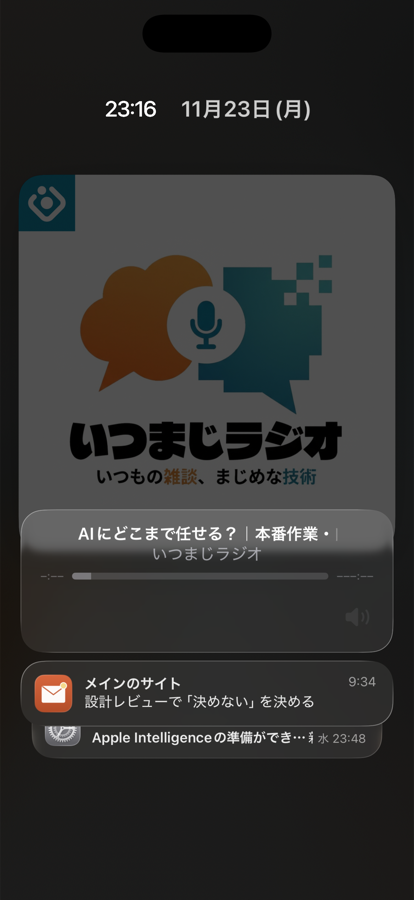 23:16 11月23日(月)
いつまじラジオ
いつもの雑談、まじめな技術
AIにどこまで任せる?|本番作業・
いつまじラジオ
--:-- ---:--
メインのサイト 9:34
設計レビューで「決めない」を決める
Apple Intelligenceの準備ができ… 水 23:48